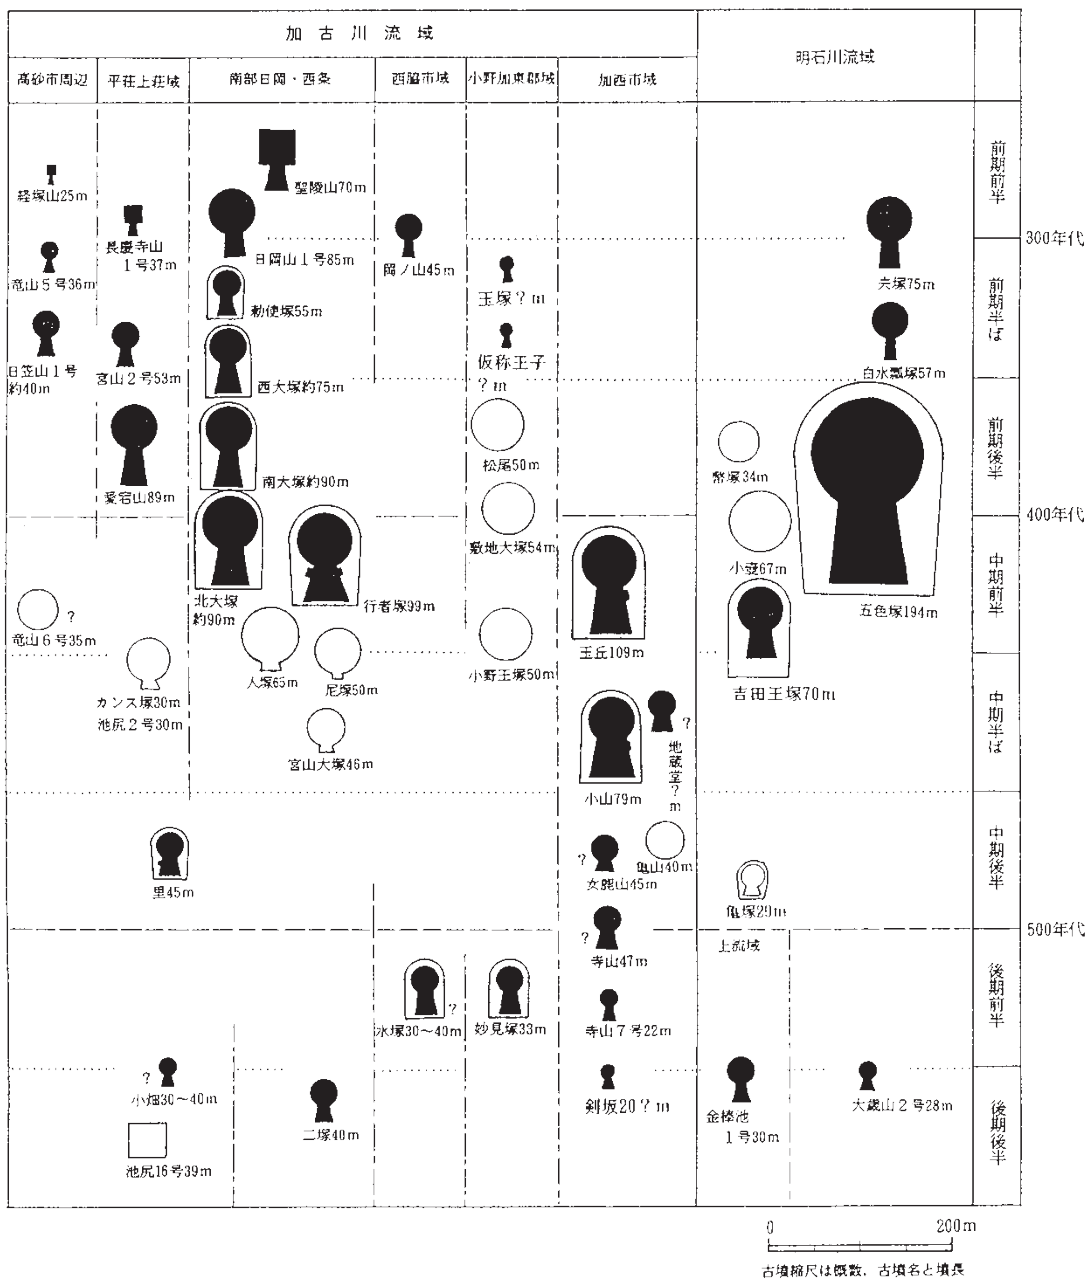 加古川流域
明石川流域
高砂市周辺
平荘上荘域
南部日岡・西条
西脇市域
小野加東郡域
加西市域
経塚山25m
竜山5号36m
日笠山1号
約40m
竜山6号35m
?
長慶寺山
1号37m
宮山2号53m
愛宕山89m
カンス塚30m
池尻2号30m
里45m
?
小畑30〜40m
池尻16号39m
聖陵山70m
日岡山1号85m
勅使塚55m
西大塚約75m
南大塚約90m
北大塚
約90m
行者塚99m
人塚65m
尼塚50m
宮山大塚46m
二塚40m
岡ノ山45m
?
氷塚30〜40m
玉塚?m
仮称王子
?m
松尾50m
敷地大塚54m
小野王塚50m
妙見塚33m
玉丘109m
小山79m
?
地蔵堂?m
?
女鹿山45m
亀山40m
?
寺山47m
寺山7号22m
剣坂20?m
宍塚75m
白水瓢塚57m
幣塚34m
小壺67m
五色塚194m
吉田王塚70m
亀塚29m
上流域
金棒池
1号30m
大歳山2号28m
前期前半
300年代
前期半ば
前期後半
400年代
中期前半
中期半ば
中期後半
500年代
後期前半
後期後半
0 200m
古墳縮尺は概数、古墳名と墳長